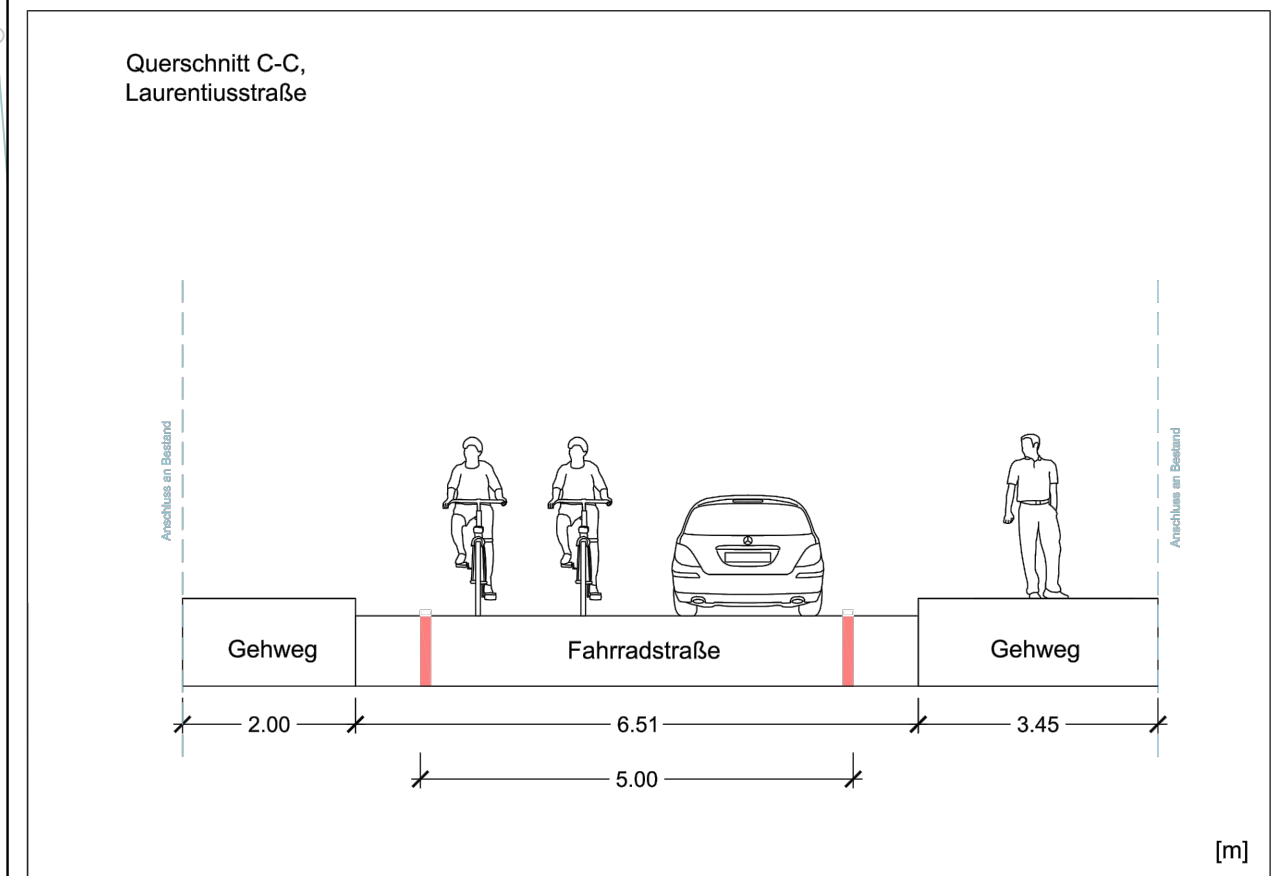 Querschnitt C-C,
Laurentiusstraße
Anschluss an Bestand
Anschluss an Bestand
Gehweg
Fahrradstraße
Gehweg
2.00
6.51
3.45
5.00
[m]